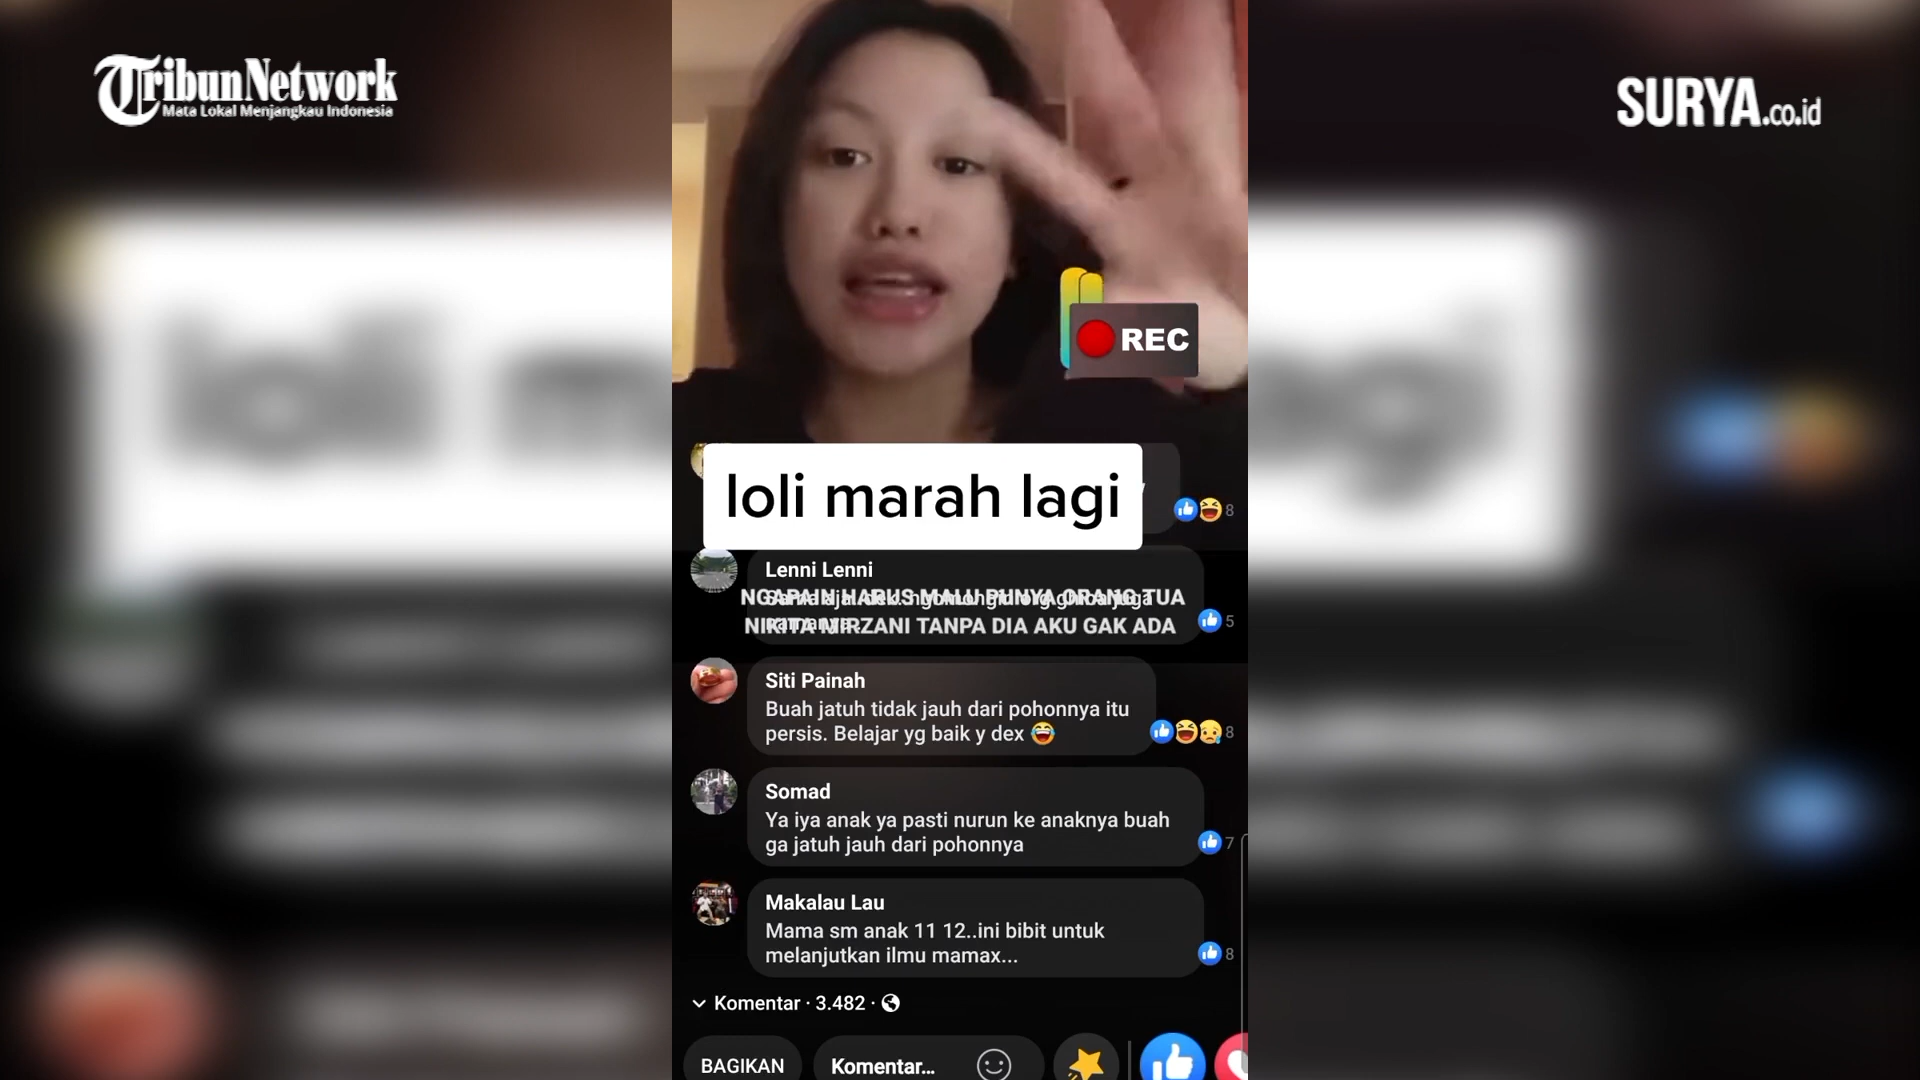 TribunNetwork
Mata Lokal Menjangkau Indonesia
SURYA.co.id
REC
loli marah lagi
8
Lenni Lenni
NGAPAIN HARUS MALU PUNYA ORANG TUA
NIKITA MIRZANI TANPA DIA AKU GAK ADA
5
Siti Painah
Buah jatuh tidak jauh dari pohonnya itu
persis. Belajar yg baik y dex 😂
8
Somad
Ya iya anak ya pasti nurun ke anaknya buah
ga jatuh jauh dari pohonnya
7
Makalau Lau
Mama sm anak 11 12..ini bibit untuk
melanjutkan ilmu mamax...
8
Komentar · 3.482 ·
BAGIKAN
Komentar...